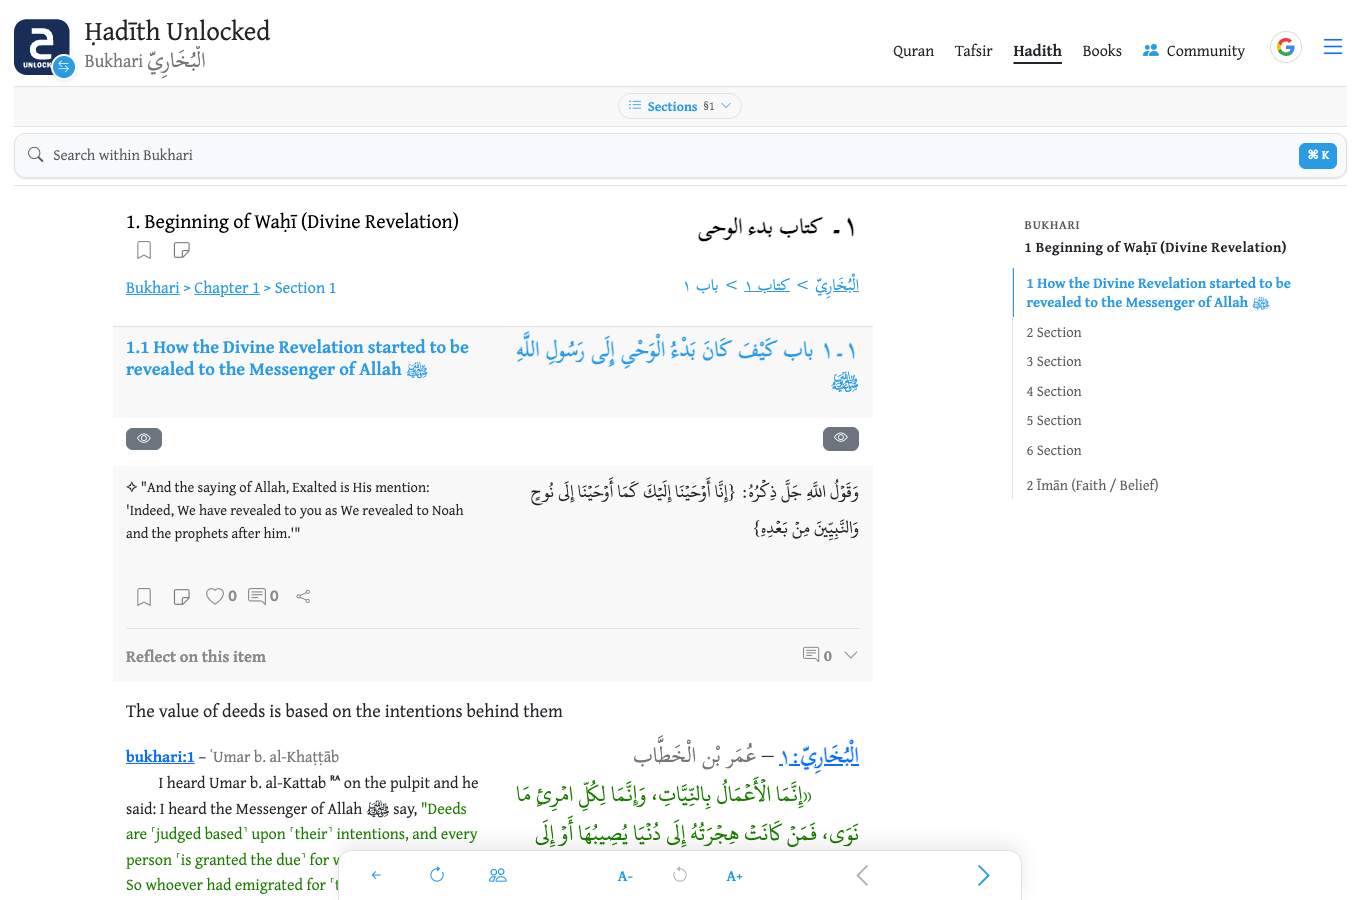 UNLOCK
Ḥadīth Unlocked
Bukhari الْبُخَارِيّ
Quran Tafsir Hadith Books Community
Sections §1
Search within Bukhari
⌘ K
1. Beginning of Waḥī (Divine Revelation)
١ ـ كتاب بدء الوحى
Bukhari > Chapter 1 > Section 1
الْبُخَارِيّ > كتاب ١ > باب ١
1.1 How the Divine Revelation started to be
revealed to the Messenger of Allah ﷺ
١ ـ ١ باب كَيْفَ كَانَ بَدْءُ الْوَحْىِ إِلَى رَسُولِ اللَّهِ
ﷺ
✧ "And the saying of Allah, Exalted is His mention:
'Indeed, We have revealed to you as We revealed to Noah
and the prophets after him.'"
وَقَوْلُ اللَّهِ جَلَّ ذِكْرُهُ: {إِنَّا أَوْحَيْنَا إِلَيْكَ كَمَا أَوْحَيْنَا إِلَى نُوحٍ
وَالنَّبِيِّينَ مِنْ بَعْدِهِ}
0 0
Reflect on this item
0
The value of deeds is based on the intentions behind them
bukhari:1 – ʿUmar b. al-Khaṭṭāb
I heard Umar b. al-Kattab ᴿᴬ on the pulpit and he
said: I heard the Messenger of Allah ﷺ say, "Deeds
are ˹judged based˺ upon ˹their˺ intentions, and every
person ˹is granted the due˺ for
So whoever had emigrated for
الْبُخَارِيّ:١ – عُمَر بْن الْخَطَّاب
«إِنَّمَا الْأَعْمَالُ بِالنِّيَّاتِ، وَإِنَّمَا لِكُلِّ امْرِئٍ مَا
نَوَى، فَمَنْ كَانَتْ هِجْرَتُهُ إِلَى دُنْيَا يُصِيبُهَا أَوْ إِلَى
A- A+
BUKHARI
1 Beginning of Waḥī (Divine Revelation)
1 How the Divine Revelation started to be
revealed to the Messenger of Allah ﷺ
2 Section
3 Section
4 Section
5 Section
6 Section
2 Īmān (Faith / Belief)